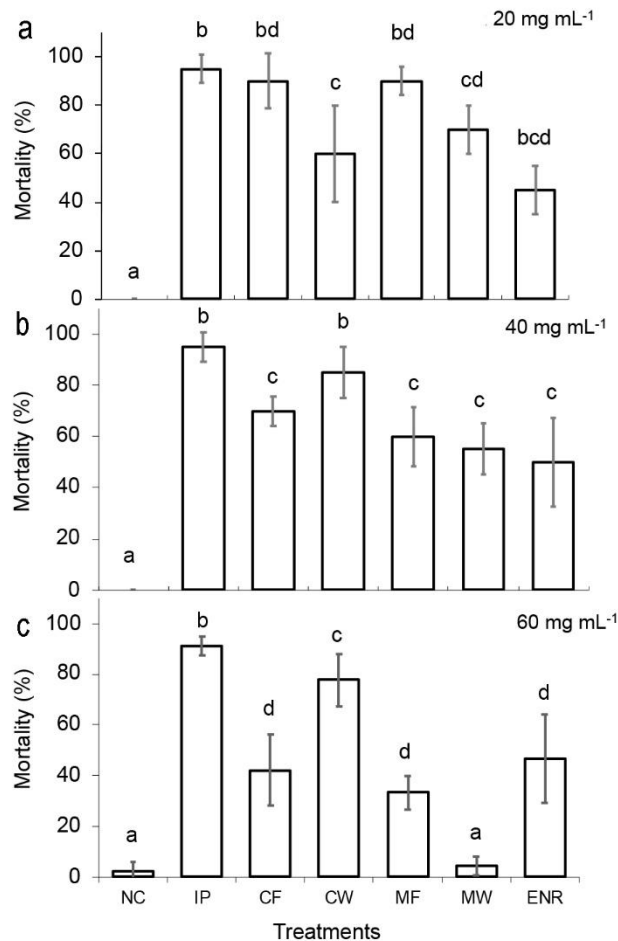 a
20 mg mL-1
b
bd
bd
100
c
cd
80
bcd
60
40
20
a
0
Mortality (%)
b
40 mg mL-1
b
b
100
c
80
c
c
c
60
40
20
a
0
Mortality (%)
c
60 mg mL-1
b
100
c
80
d
d
60
d
40
20
a
a
0
Mortality (%)
NC IP CF CW MF MW ENR
Treatments